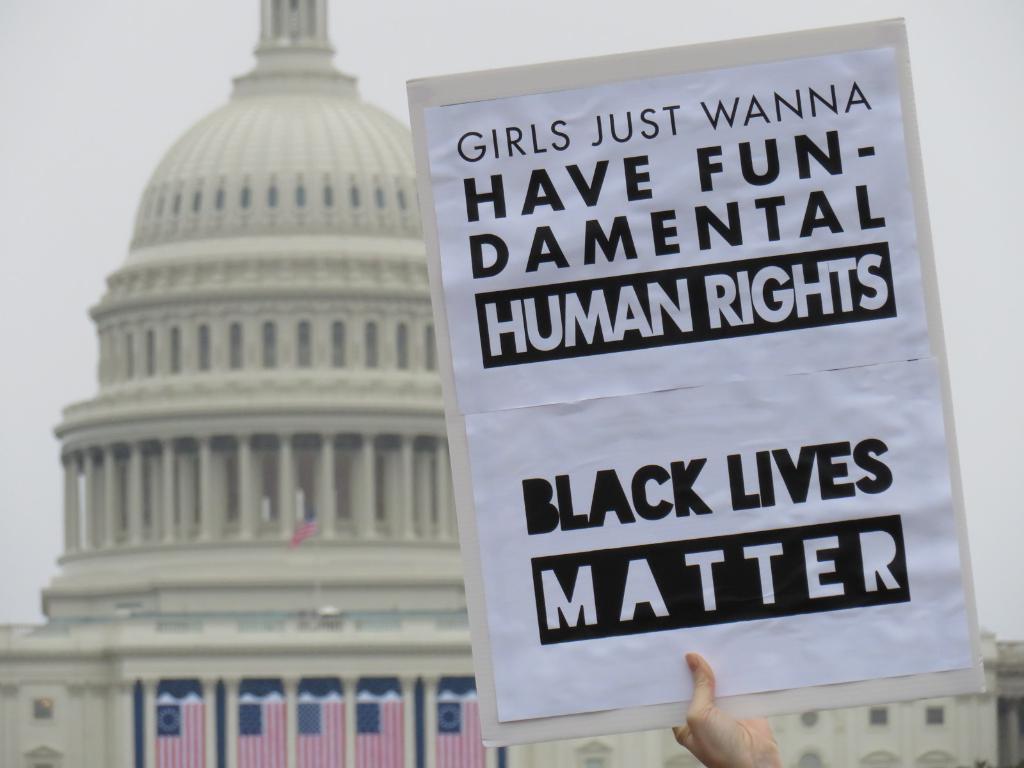 GIRLS JUST WANNA
HAVE FUN-
DAMENTAL
HUMAN RIGHTS
BLACK LIVES
MATTER